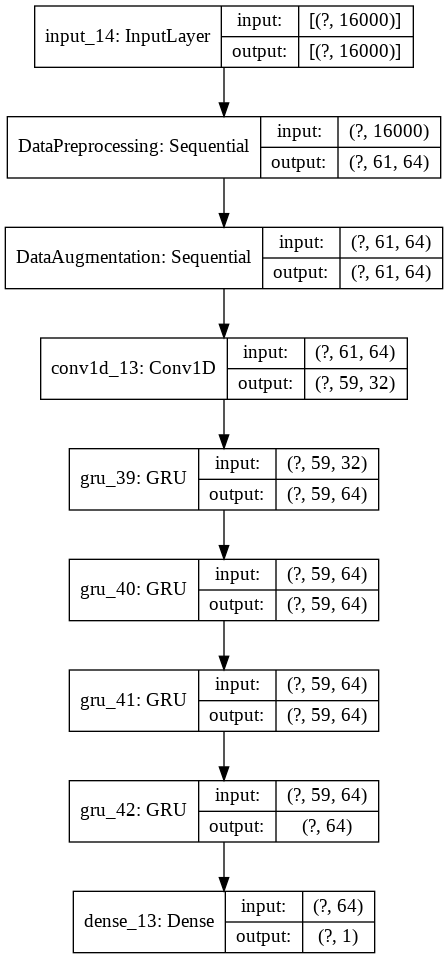 input_14: InputLayer
input: [(?, 16000)]
output: [(?, 16000)]
DataPreprocessing: Sequential
input: (?, 16000)
output: (?, 61, 64)
DataAugmentation: Sequential
input: (?, 61, 64)
output: (?, 61, 64)
conv1d_13: Conv1D
input: (?, 61, 64)
output: (?, 59, 32)
gru_39: GRU
input: (?, 59, 32)
output: (?, 59, 64)
gru_40: GRU
input: (?, 59, 64)
output: (?, 59, 64)
gru_41: GRU
input: (?, 59, 64)
output: (?, 59, 64)
gru_42: GRU
input: (?, 59, 64)
output: (?, 64)
dense_13: Dense
input: (?, 64)
output: (?, 1)